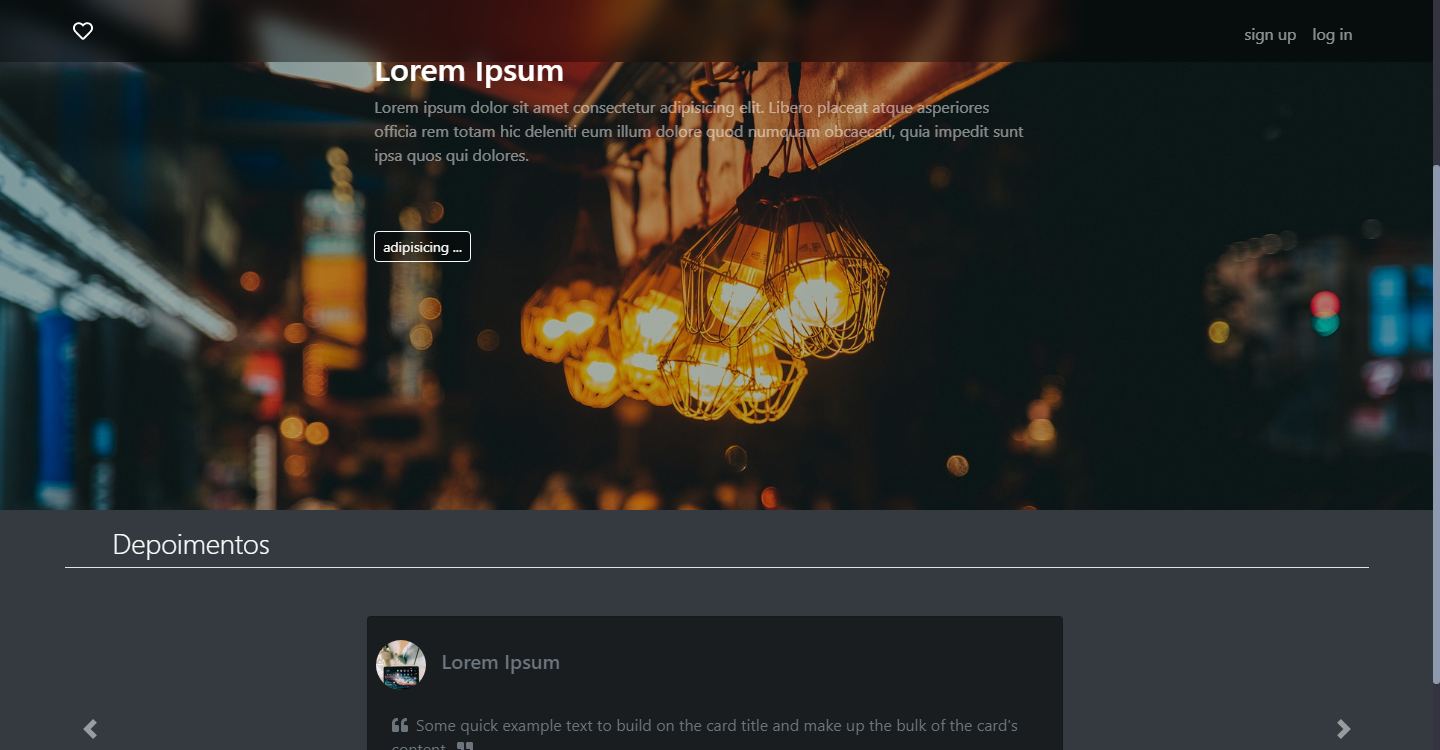 sign up log in
Lorem Ipsum
Lorem ipsum dolor sit amet consectetur adipisicing elit. Libero placeat atque asperiores
officia rem totam hic deleniti eum illum dolore quod numquam obcaecati, quia impedit sunt
ipsa quos qui dolores.
adipisicing ...
Depoimentos
Lorem Ipsum
❝ Some quick example text to build on the card title and make up the bulk of the card's
content. ❞